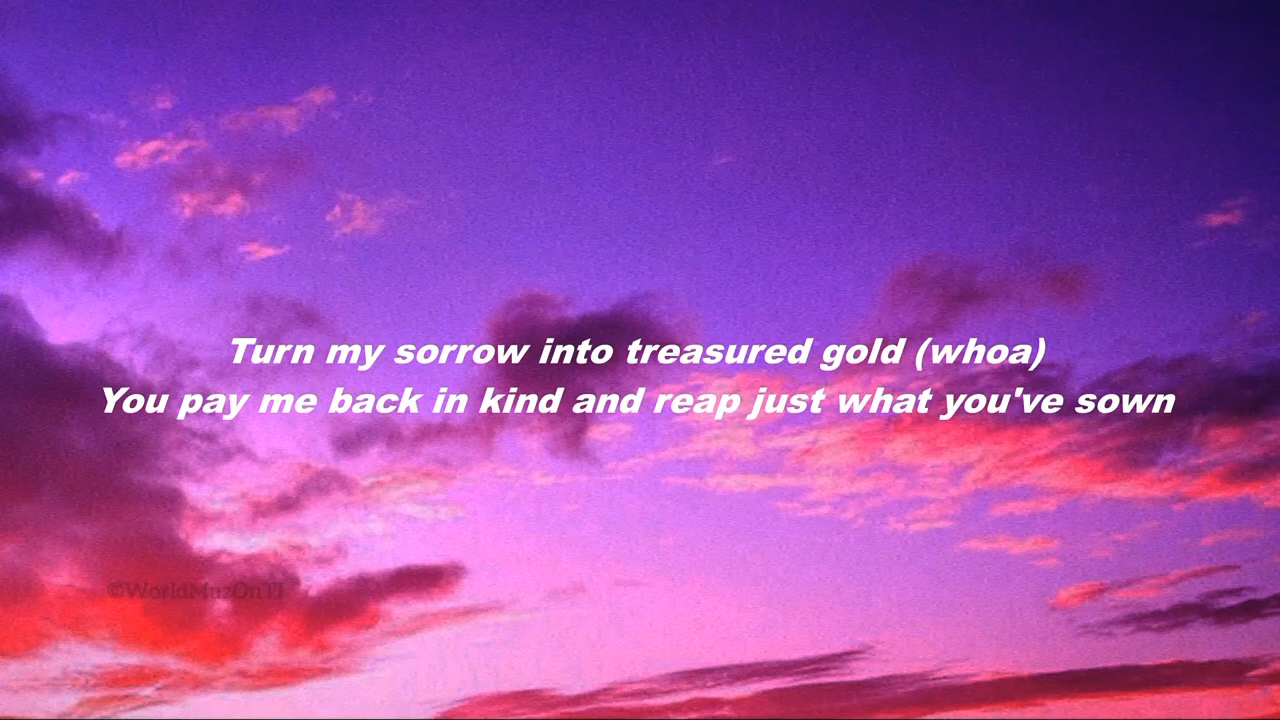 Turn my sorrow into treasured gold (whoa)
You pay me back in kind and reap just what you've sown
©WorldMuzOnTJ